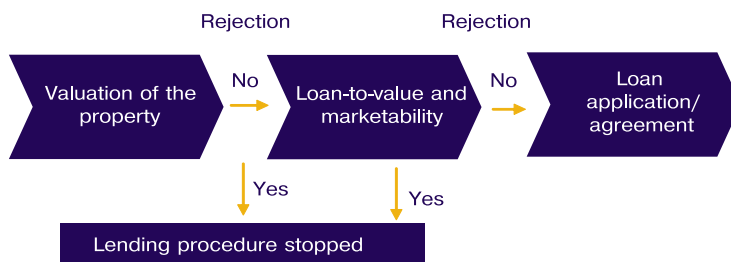 Rejection
Rejection
Valuation of the
property
No
Loan-to-value and
marketability
No
Loan
application/
agreement
Yes
Yes
Lending procedure stopped